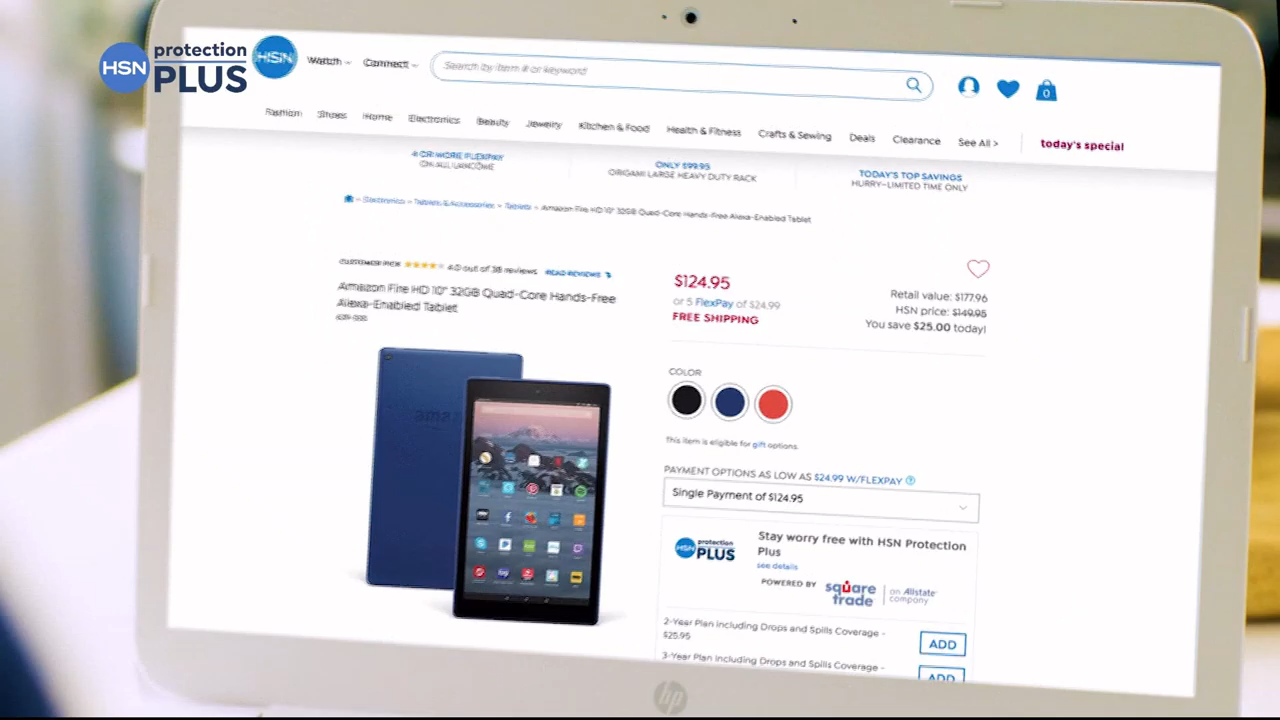 HSN protection PLUS
HSN Watch Connect Search by item # or keyword 0
Fashion Shoes Home Electronics Beauty Jewelry Kitchen & Food Health & Fitness Crafts & Sewing Deals Clearance See All > today's special
4 OR MORE FLEXPAY
ON ALL LANCOME
ONLY $99.95
ORIGAMI LARGE HEAVY DUTY RACK
TODAY'S TOP SAVINGS
HURRY–LIMITED TIME ONLY
Electronics > Tablets & Accessories > Tablets > Amazon Fire HD 10" 32GB Quad-Core Hands-Free Alexa-Enabled Tablet
CUSTOMER PICK 4.0 out of 38 reviews READ REVIEWS
Amazon Fire HD 10" 32GB Quad-Core Hands-Free
Alexa-Enabled Tablet
$124.95
or 5 FlexPay of $24.99
FREE SHIPPING
Retail value: $177.96
HSN price: $149.95
You save $25.00 today!
COLOR
This item is eligible for gift options.
PAYMENT OPTIONS AS LOW AS $24.99 W/FLEXPAY ?
Single Payment of $124.95
HSN protection PLUS
Stay worry free with HSN Protection
Plus
see details
POWERED BY square trade an Allstate company
2-Year Plan including Drops and Spills Coverage -
$25.95
ADD
3-Year Plan including Drops and Spills Coverage -
ADD
hp